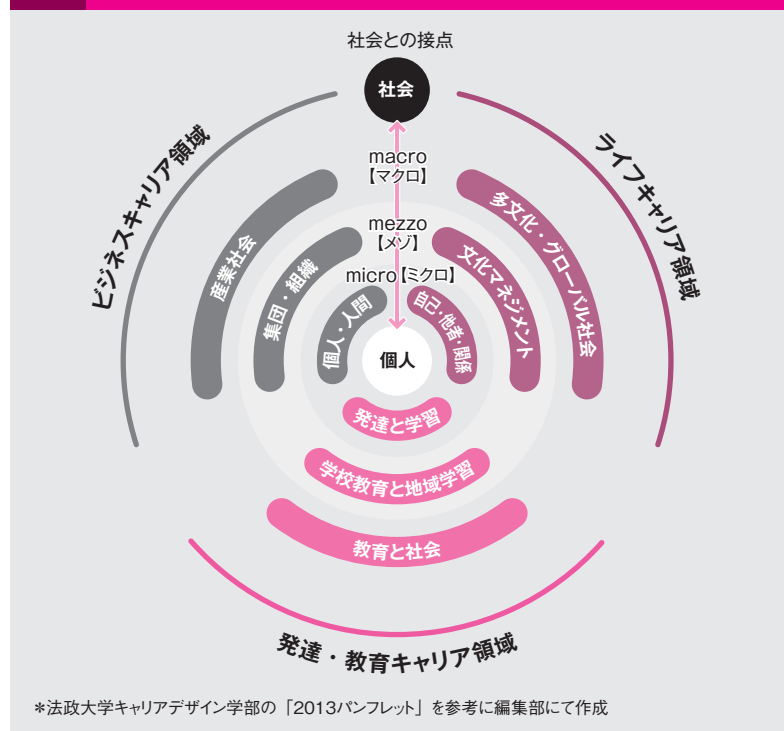 社会との接点
社会
macro
【マクロ】
mezzo
【メゾ】
micro【ミクロ】
個人
ビジネスキャリア領域
産業社会
集団・組織
個人・人間
ライフキャリア領域
多文化・グローバル社会
文化マネジメント
自己・他者・関係
発達と学習
学校教育と地域学習
教育と社会
発達・教育キャリア領域
*法政大学キャリアデザイン学部の「2013パンフレット」を参考に編集部にて作成